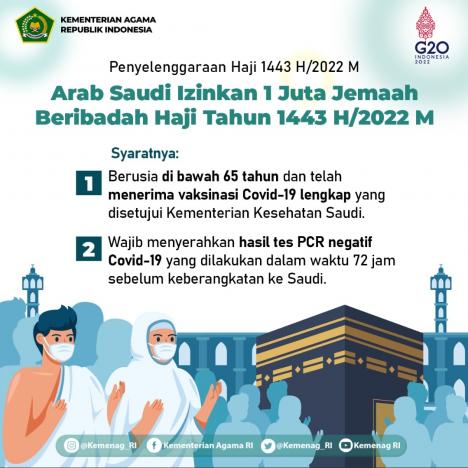 KEMENTERIAN AGAMA
REPUBLIK INDONESIA
G20
INDONESIA
2022
Penyelenggaraan Haji 1443 H/2022 M
Arab Saudi Izinkan 1 Juta Jemaah
Beribadah Haji Tahun 1443 H/2022 M
Syaratnya:
1 Berusia di bawah 65 tahun dan telah
menerima vaksinasi Covid-19 lengkap yang
disetujui Kementerian Kesehatan Saudi.
2 Wajib menyerahkan hasil tes PCR negatif
Covid-19 yang dilakukan dalam waktu 72 jam
sebelum keberangkatan ke Saudi.
@Kemenag_RI Kementerian Agama RI @Kemenag_RI Kemenag RI